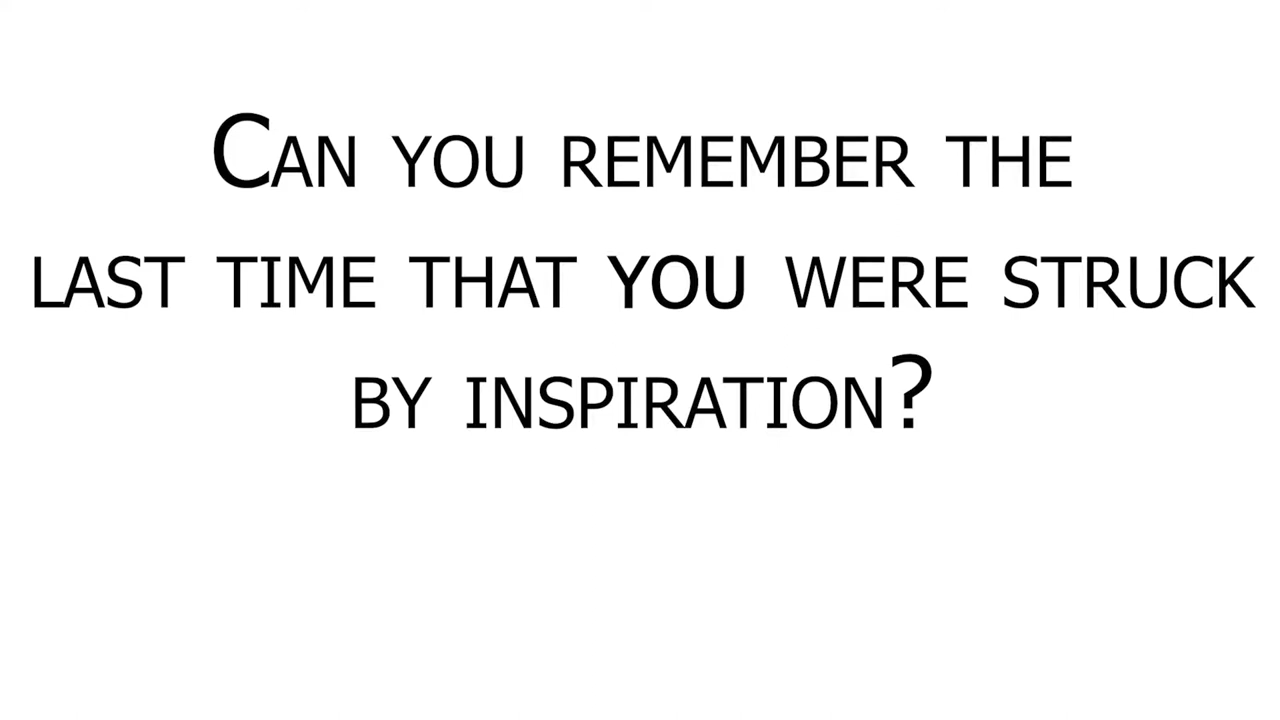 Can you remember the
last time that you were struck
by inspiration?